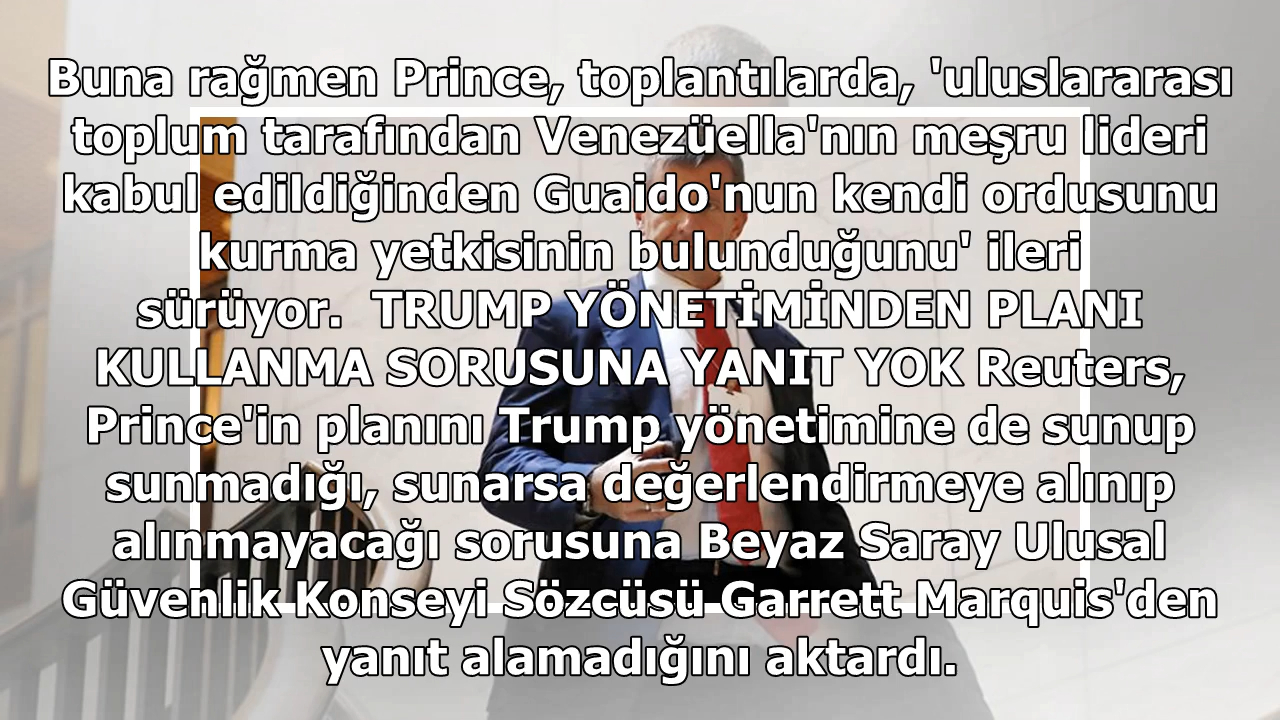 Buna rağmen Prince, toplantılarda, 'uluslararası
toplum tarafından Venezüella'nın meşru lideri
kabul edildiğinden Guaido'nun kendi ordusunu
kurma yetkisinin bulunduğunu' ileri
sürüyor.  TRUMP YÖNETİMİNDEN PLANI
KULLANMA SORUSUNA YANIT YOK Reuters,
Prince'in planını Trump yönetimine de sunup
sunmadığı, sunarsa değerlendirmeye alınıp
alınmayacağı sorusuna Beyaz Saray Ulusal
Güvenlik Konseyi Sözcüsü Garrett Marquis'den
yanıt alamadığını aktardı.